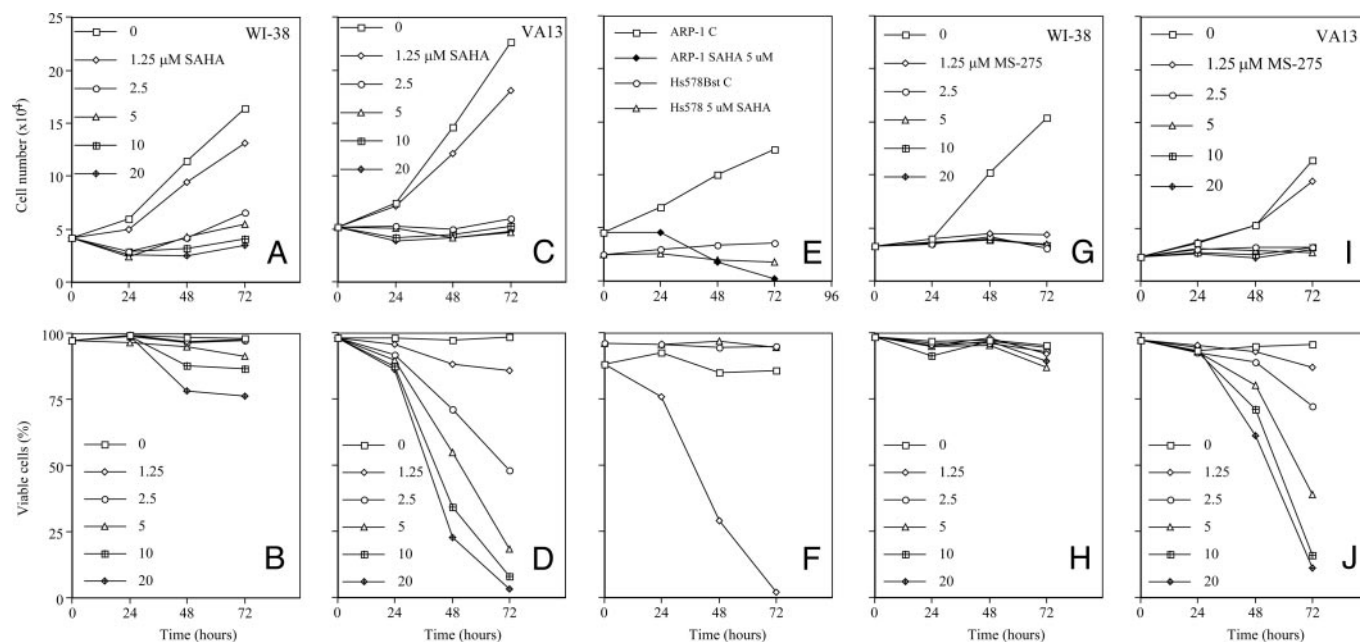 Cell number (x10⁴)
25
20
15
10
5
0
0 24 48 72
WI-38
0
1.25 µM SAHA
2.5
5
10
20
A
VA13
0
1.25 µM SAHA
2.5
5
10
20
C
0 24 48 72
ARP-1 C
ARP-1 SAHA 5 uM
Hs578Bst C
Hs578 5 uM SAHA
E
0 24 48 72 96
WI-38
0
1.25 µM MS-275
2.5
5
10
20
G
0 24 48 72
VA13
0
1.25 µM MS-275
2.5
5
10
20
I
0 24 48 72
Viable cells (%)
100
75
50
25
0
0
1.25
2.5
5
10
20
B
0 24 48 72
Time (hours)
0
1.25
2.5
5
10
20
D
0 24 48 72
Time (hours)
F
0 24 48 72
Time (hours)
0
1.25
2.5
5
10
20
H
0 24 48 72
Time (hours)
0
1.25
2.5
5
10
20
J
0 24 48 72
Time (hours)